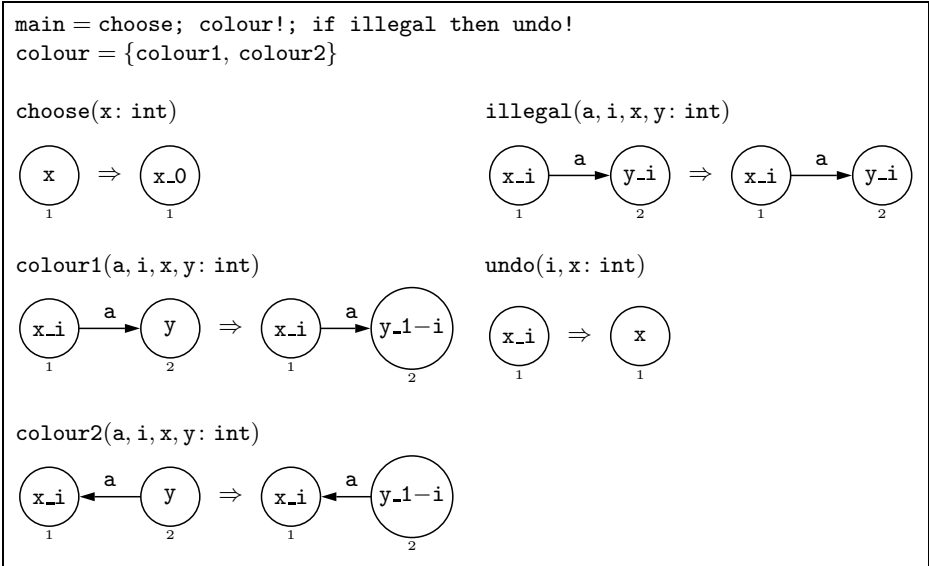 main = choose; colour!; if illegal then undo!
colour = {colour1, colour2}
choose(x: int)
x ⇒ x_0
1 1
illegal(a, i, x, y: int)
x_i a y_i ⇒ x_i a y_i
1 2 1 2
colour1(a, i, x, y: int)
x_i a y ⇒ x_i a y_1−i
1 2 1 2
undo(i, x: int)
x_i ⇒ x
1 1
colour2(a, i, x, y: int)
x_i a y ⇒ x_i a y_1−i
1 2 1 2